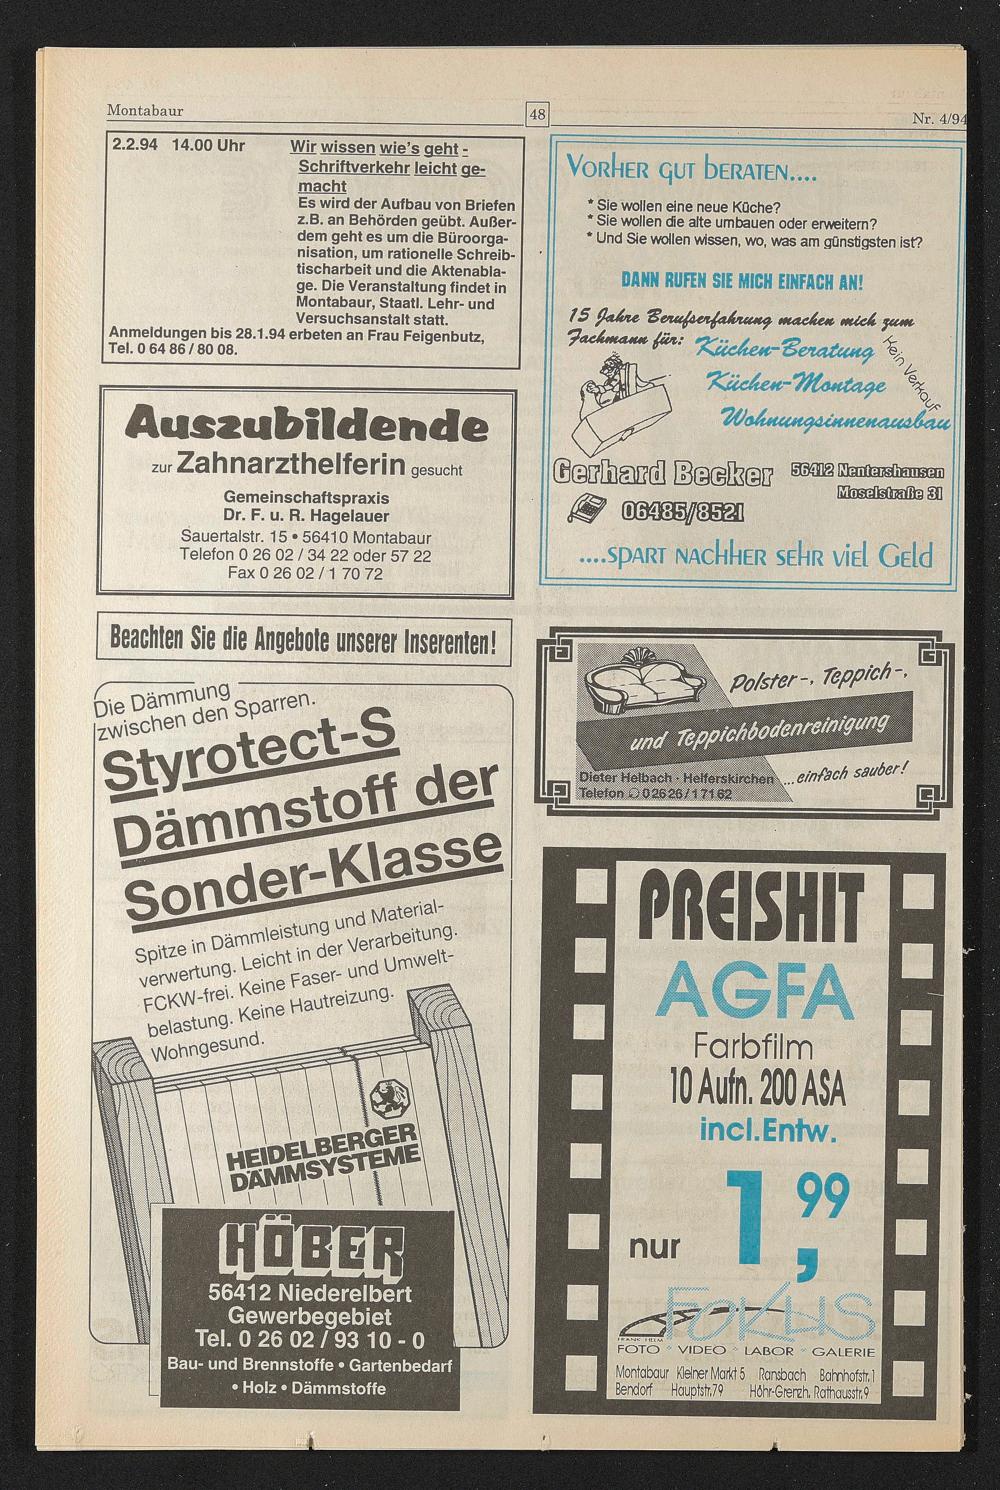 Montabaur
48
Nr. 4/94
2.2.94 14.00 Uhr
Wir wissen wie's geht -
Schriftverkehr leicht ge-
macht
Es wird der Aufbau von Briefen
z.B. an Behörden geübt. Außer-
dem geht es um die Büroorga-
nisation, um rationelle Schreib-
tischarbeit und die Aktenabla-
ge. Die Veranstaltung findet in
Montabaur, Staatl. Lehr- und
Versuchsanstalt statt.
Anmeldungen bis 28.1.94 erbeten an Frau Feigenbutz,
Tel. 0 64 86 / 80 08.
Auszubildende
zur Zahnarzthelferin gesucht
Gemeinschaftspraxis
Dr. F. u. R. Hagelauer
Sauertalstr. 15 • 56410 Montabaur
Telefon 0 26 02 / 34 22 oder 57 22
Fax 0 26 02 / 1 70 72
Beachten Sie die Angebote unserer Inserenten!
Die Dämmung
zwischen den Sparren.
Styrotect-S
Dämmstoff der
Sonder-Klasse
Spitze in Dämmleistung und Material-
verwertung. Leicht in der Verarbeitung.
FCKW-frei. Keine Faser- und Umwelt-
belastung. Keine Hautreizung.
Wohngesund.
HEIDELBERGER
DÄMMSYSTEME
HÖBER
56412 Niederelbert
Gewerbegebiet
Tel. 0 26 02 / 93 10 - 0
Bau- und Brennstoffe • Gartenbedarf
• Holz • Dämmstoffe
VORHER GUT BERATEN....
* Sie wollen eine neue Küche?
* Sie wollen die alte umbauen oder erweitern?
* Und Sie wollen wissen, wo, was am günstigsten ist?
DANN RUFEN SIE MICH EINFACH AN!
15 Jahre Berufserfahrung machen mich zum
Fachmann für:
Küchen-Beratung
Kein Verkauf
Küchen-Montage
Wohnungsinnenausbau
Gerhard Becker
56412 Nentershausen
Moselstraße 31
06485/8521
....SPART NACHHER SEHR VIEL GELD
Polster-, Teppich-,
und Teppichbodenreinigung
Dieter Helbach · Helferskirchen
...einfach sauber!
Telefon 0 26 26 / 1 71 62
PREISHIT
AGFA
Farbfilm
10 Aufn. 200 ASA
incl.Entw.
nur 1,99
FOKUS
FRANK HELM
FOTO VIDEO LABOR GALERIE
Montabaur Kleiner Markt 5 Ransbach Bahnhofstr.1
Bendorf Hauptstr.79 Höhr-Grenzh. Rathausstr.9